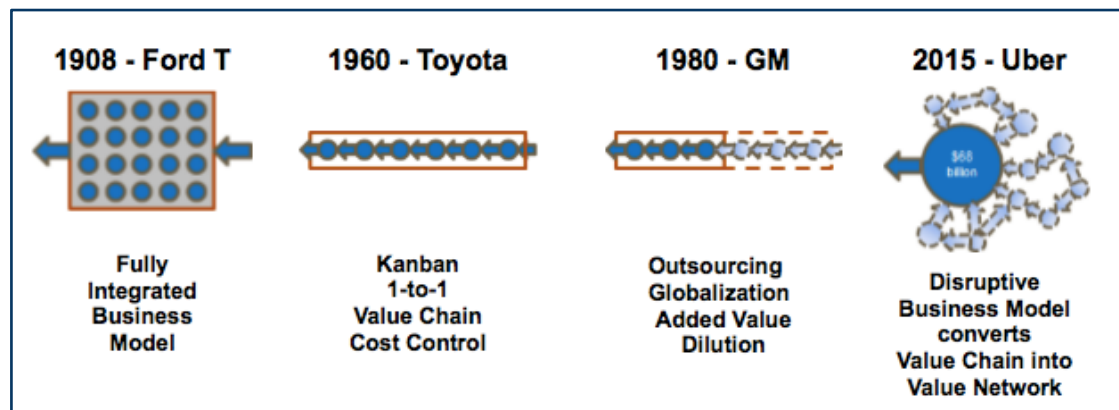 1908 - Ford T
1960 - Toyota
1980 - GM
2015 - Uber
$68
billion
Fully
Integrated
Business
Model
Kanban
1-to-1
Value Chain
Cost Control
Outsourcing
Globalization
Added Value
Dilution
Disruptive
Business Model
converts
Value Chain into
Value Network